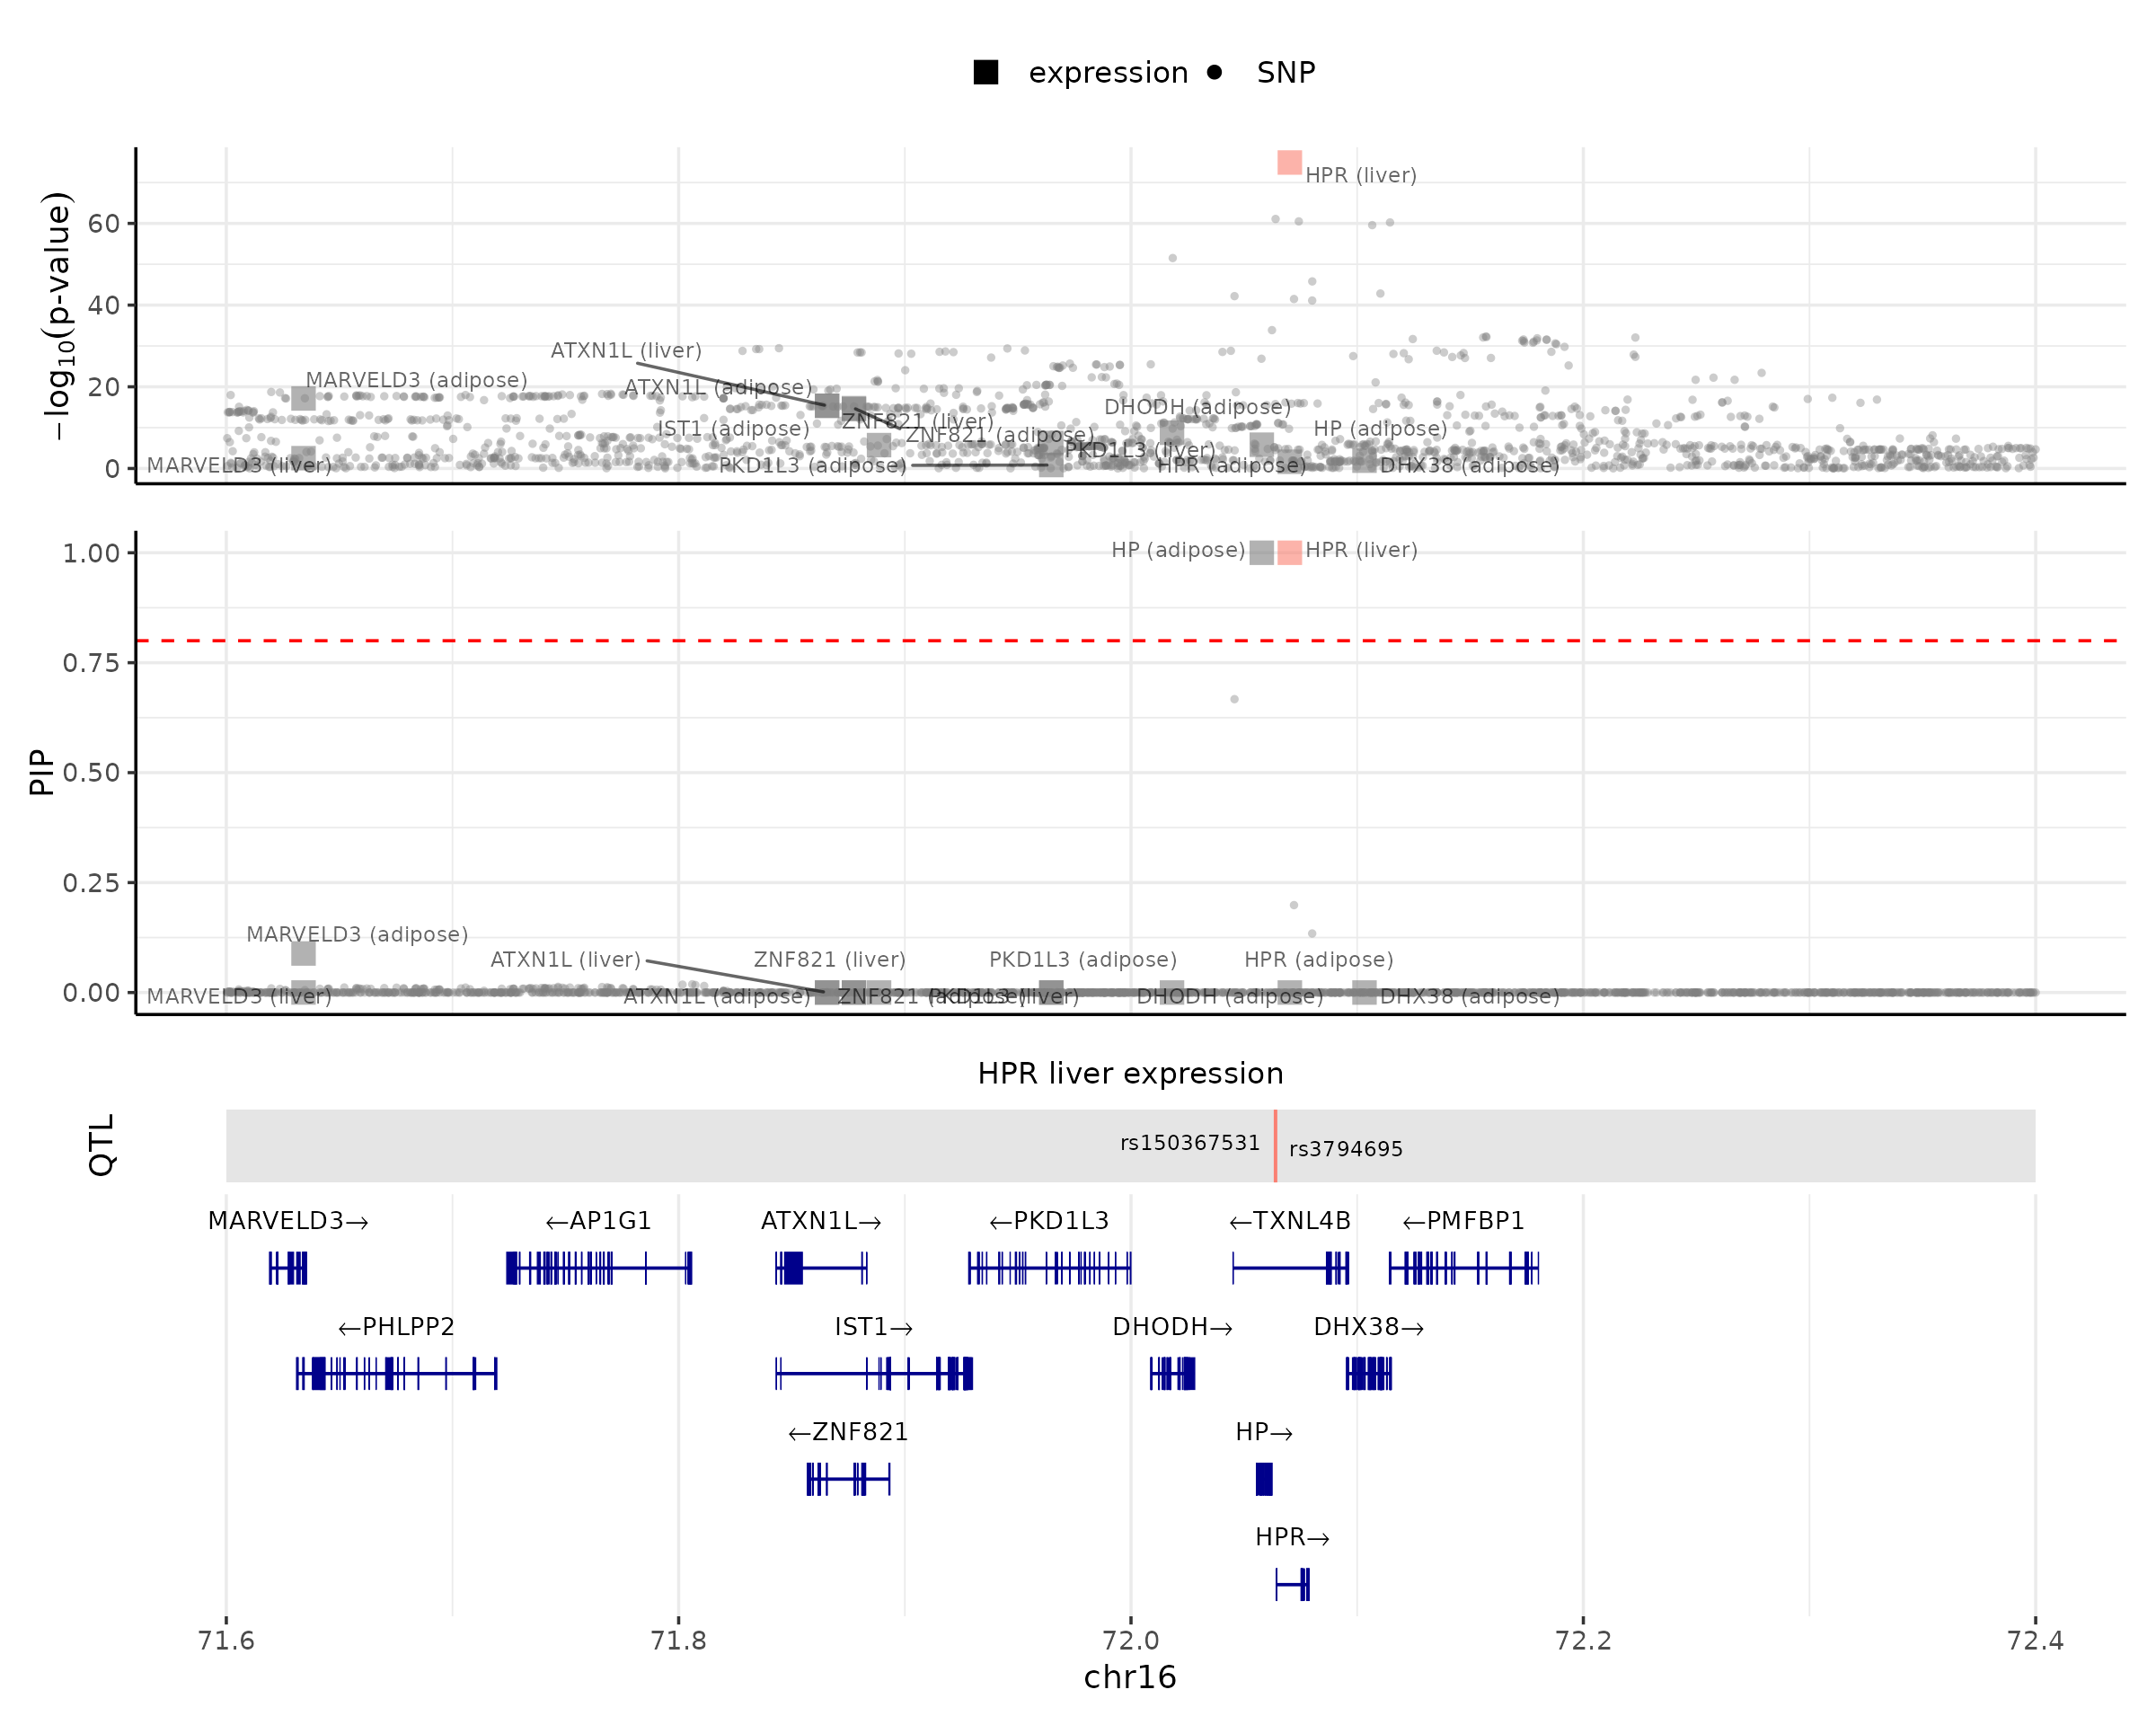 expression SNP
−log10(p-value)
60
40
20
0
HPR (liver)
ATXN1L (liver)
MARVELD3 (adipose)
ATXN1L (adipose)
DHODH (adipose)
ZNF821 (liver)
IST1 (adipose)
HP (adipose)
ZNF821 (adipose)
PKD1L3 (liver)
MARVELD3 (liver)
PKD1L3 (adipose)
HPR (adipose)
DHX38 (adipose)
PIP
1.00
0.75
0.50
0.25
0.00
HP (adipose)
HPR (liver)
MARVELD3 (adipose)
ATXN1L (liver)
ZNF821 (liver)
PKD1L3 (adipose)
HPR (adipose)
MARVELD3 (liver)
ATXN1L (adipose)
ZNF821 (adipose)
PKD1L3 (liver)
DHODH (adipose)
DHX38 (adipose)
HPR liver expression
QTL
rs150367531
rs3794695
MARVELD3→
←AP1G1
ATXN1L→
←PKD1L3
←TXNL4B
←PMFBP1
←PHLPP2
IST1→
DHODH→
DHX38→
←ZNF821
HP→
HPR→
71.6
71.8
72.0
72.2
72.4
chr16